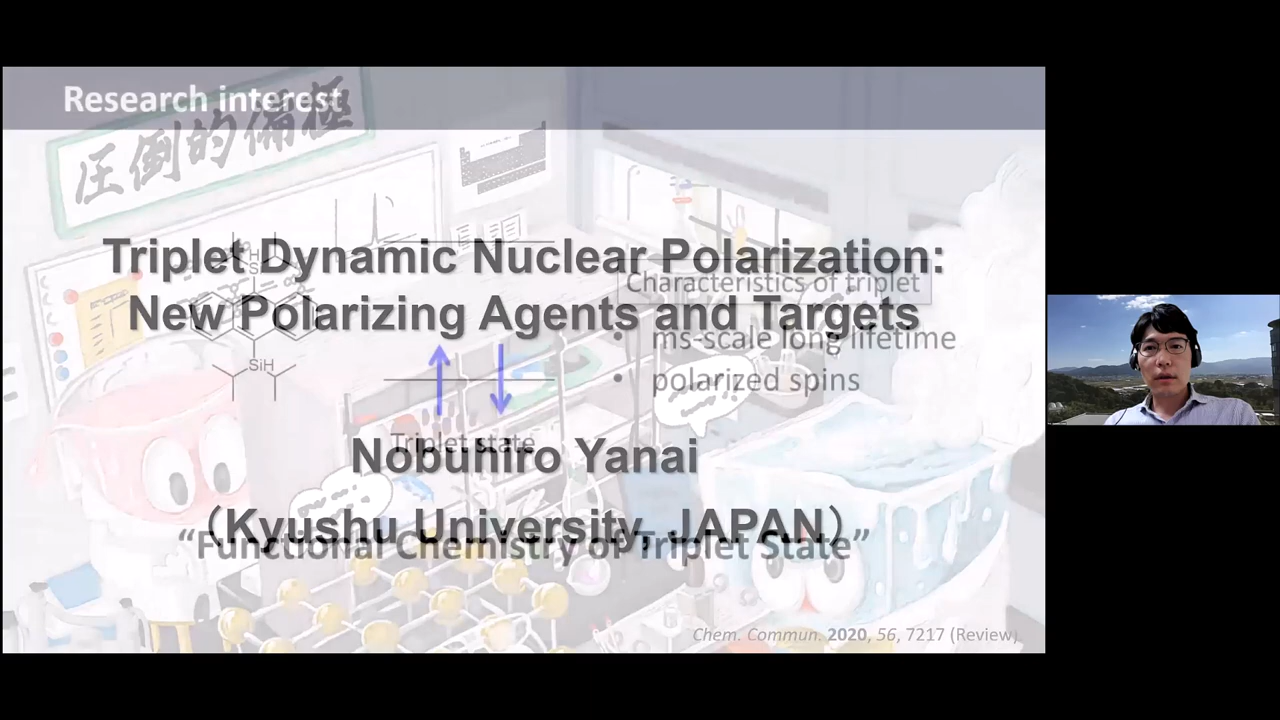 Research interest
圧倒的偏極
Triplet Dynamic Nuclear Polarization:
New Polarizing Agents and Targets
SiH
SiH
Characteristics of triplet
• ms-scale long lifetime
• polarized spins
Triplet state
Nobuhiro Yanai
（Kyushu University, JAPAN）
“Functional Chemistry of Triplet State”
Chem. Commun. 2020, 56, 7217 (Review)